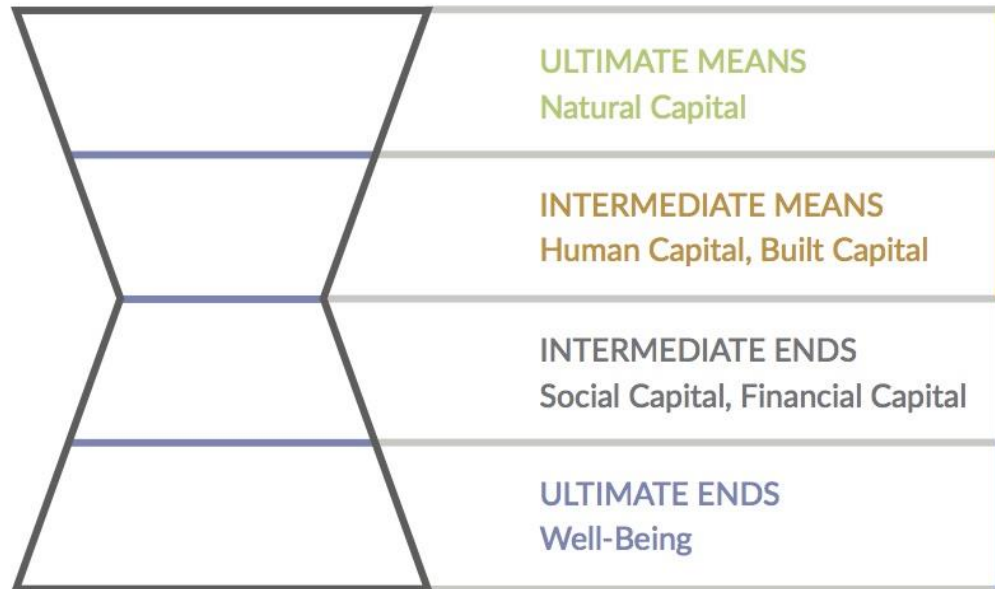 ULTIMATE MEANS
Natural Capital
INTERMEDIATE MEANS
Human Capital, Built Capital
INTERMEDIATE ENDS
Social Capital, Financial Capital
ULTIMATE ENDS
Well-Being